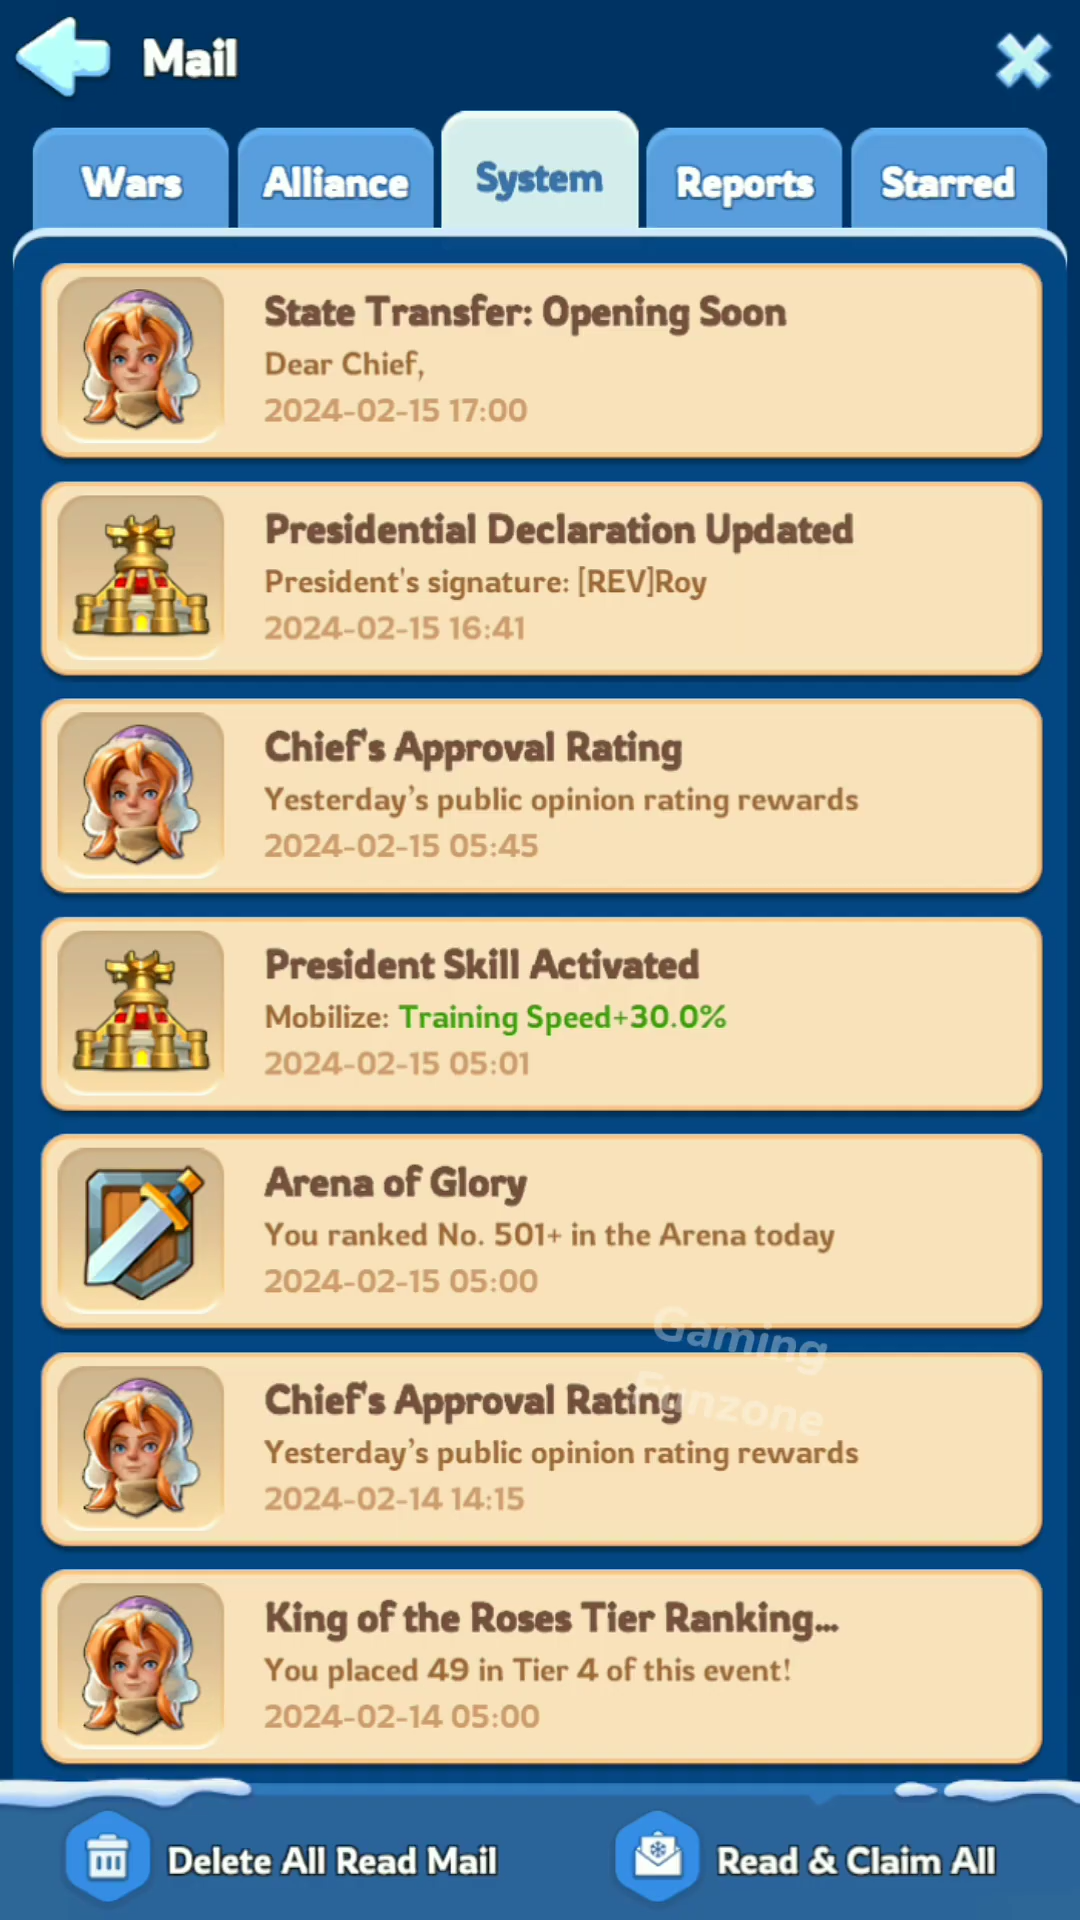 Mail
Wars
Alliance
System
Reports
Starred
State Transfer: Opening Soon
Dear Chief,
2024-02-15 17:00
Presidential Declaration Updated
President's signature: [REV]Roy
2024-02-15 16:41
Chief's Approval Rating
Yesterday’s public opinion rating rewards
2024-02-15 05:45
President Skill Activated
Mobilize: Training Speed+30.0%
2024-02-15 05:01
Arena of Glory
You ranked No. 501+ in the Arena today
2024-02-15 05:00
Gaming
Funzone
Chief's Approval Rating
Yesterday’s public opinion rating rewards
2024-02-14 14:15
King of the Roses Tier Ranking...
You placed 49 in Tier 4 of this event!
2024-02-14 05:00
Delete All Read Mail
Read & Claim All